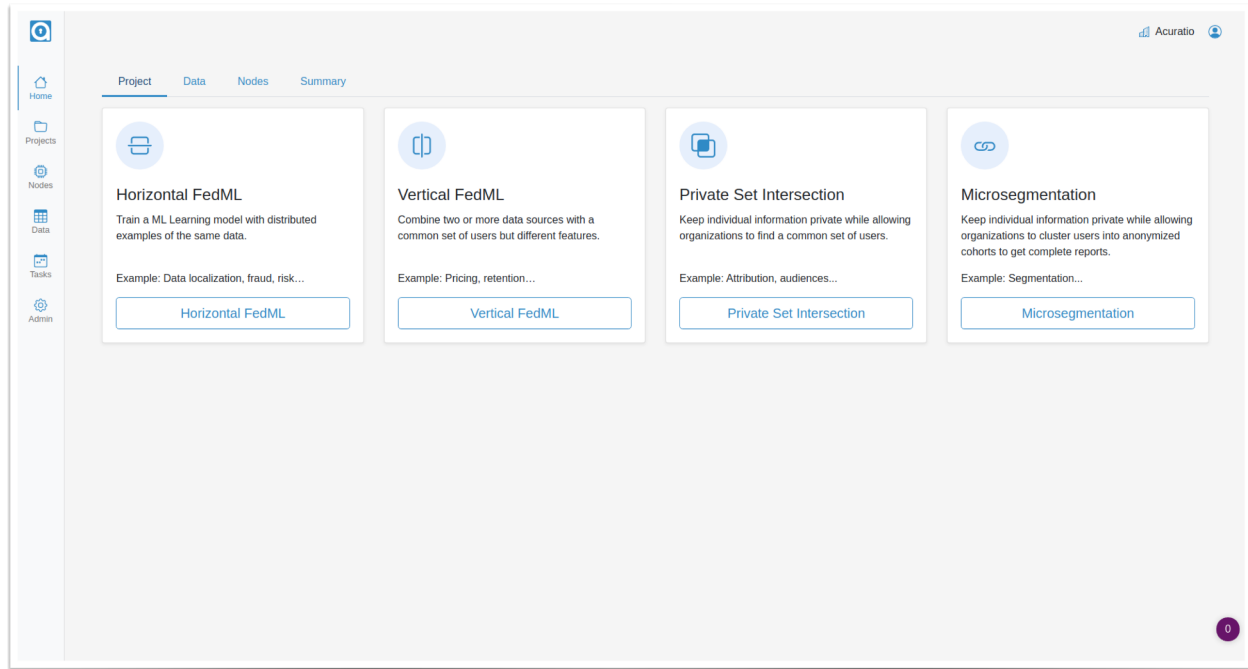 Acuratio
Home
Projects
Nodes
Data
Tasks
Admin
Project
Data
Nodes
Summary
Horizontal FedML
Train a ML Learning model with distributed
examples of the same data.
Example: Data localization, fraud, risk…
Horizontal FedML
Vertical FedML
Combine two or more data sources with a
common set of users but different features.
Example: Pricing, retention…
Vertical FedML
Private Set Intersection
Keep individual information private while allowing
organizations to find a common set of users.
Example: Attribution, audiences...
Private Set Intersection
Microsegmentation
Keep individual information private while allowing
organizations to cluster users into anonymized
cohorts to get complete reports.
Example: Segmentation...
Microsegmentation
0